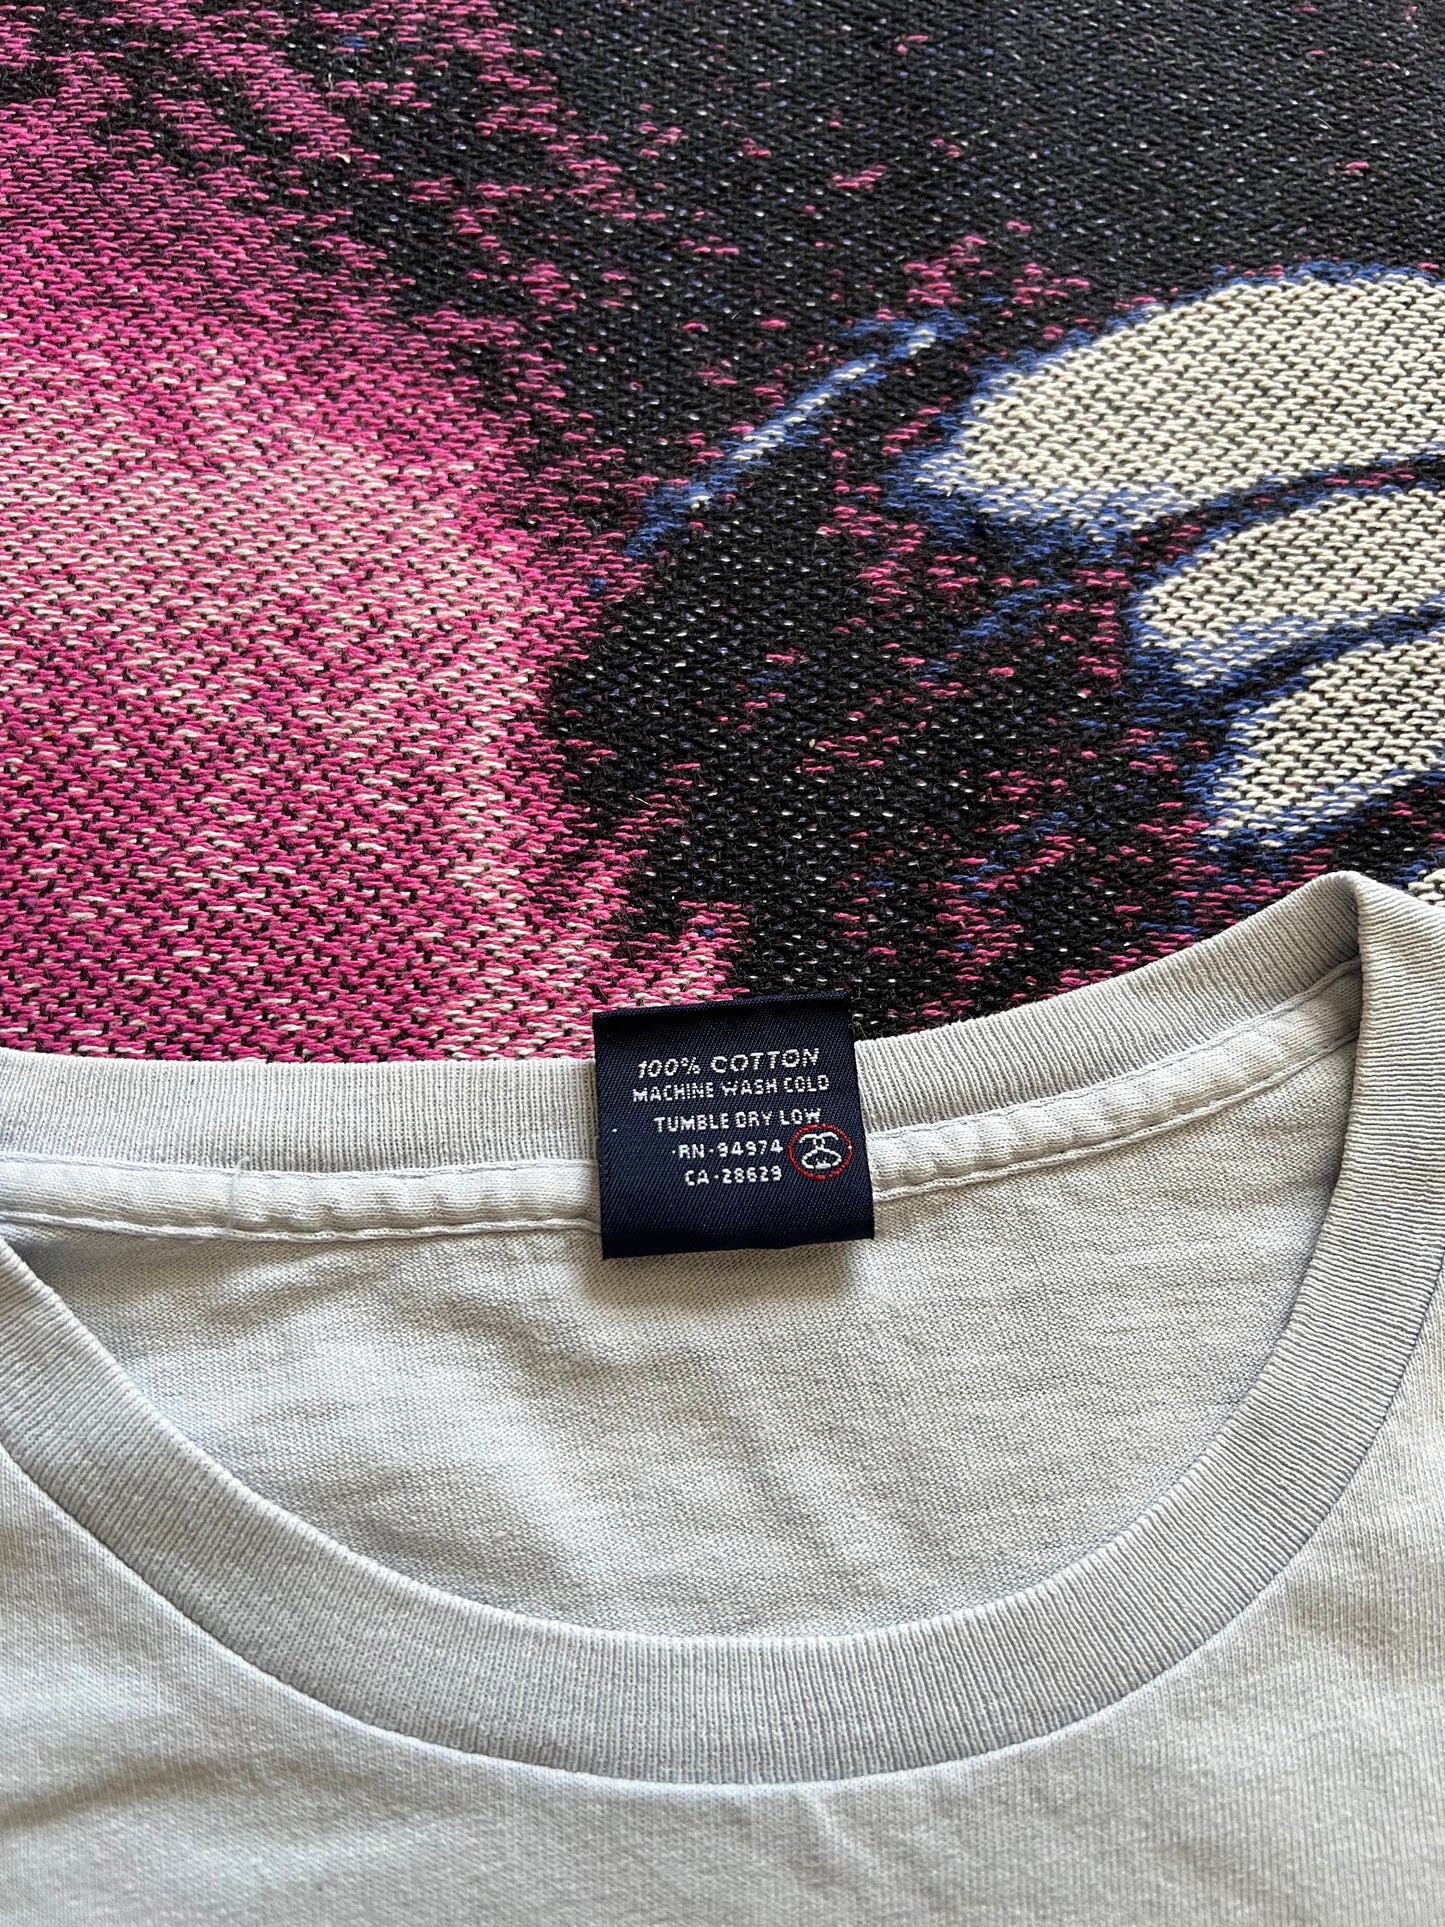 100% COTTON
MACHINE WASH COLD
TUMBLE DRY LOW
·RN·94974
CA·28629